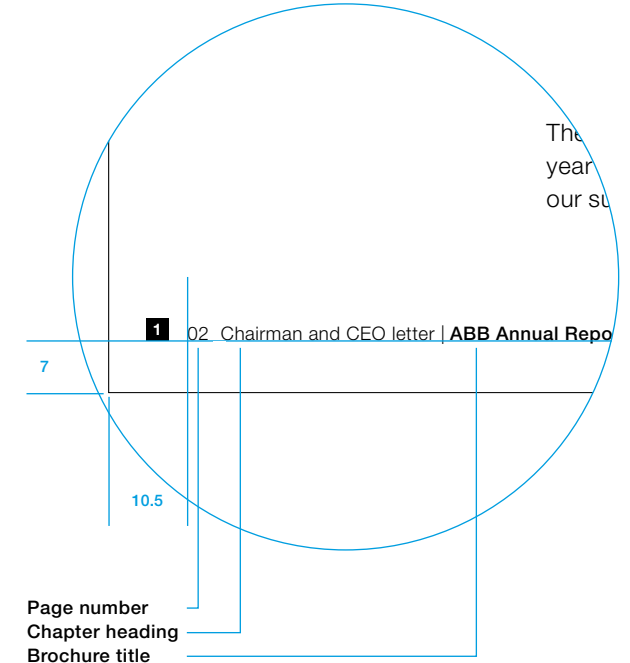 The
year
our su
1 02 Chairman and CEO letter | ABB Annual Repo
7
10.5
Page number
Chapter heading
Brochure title